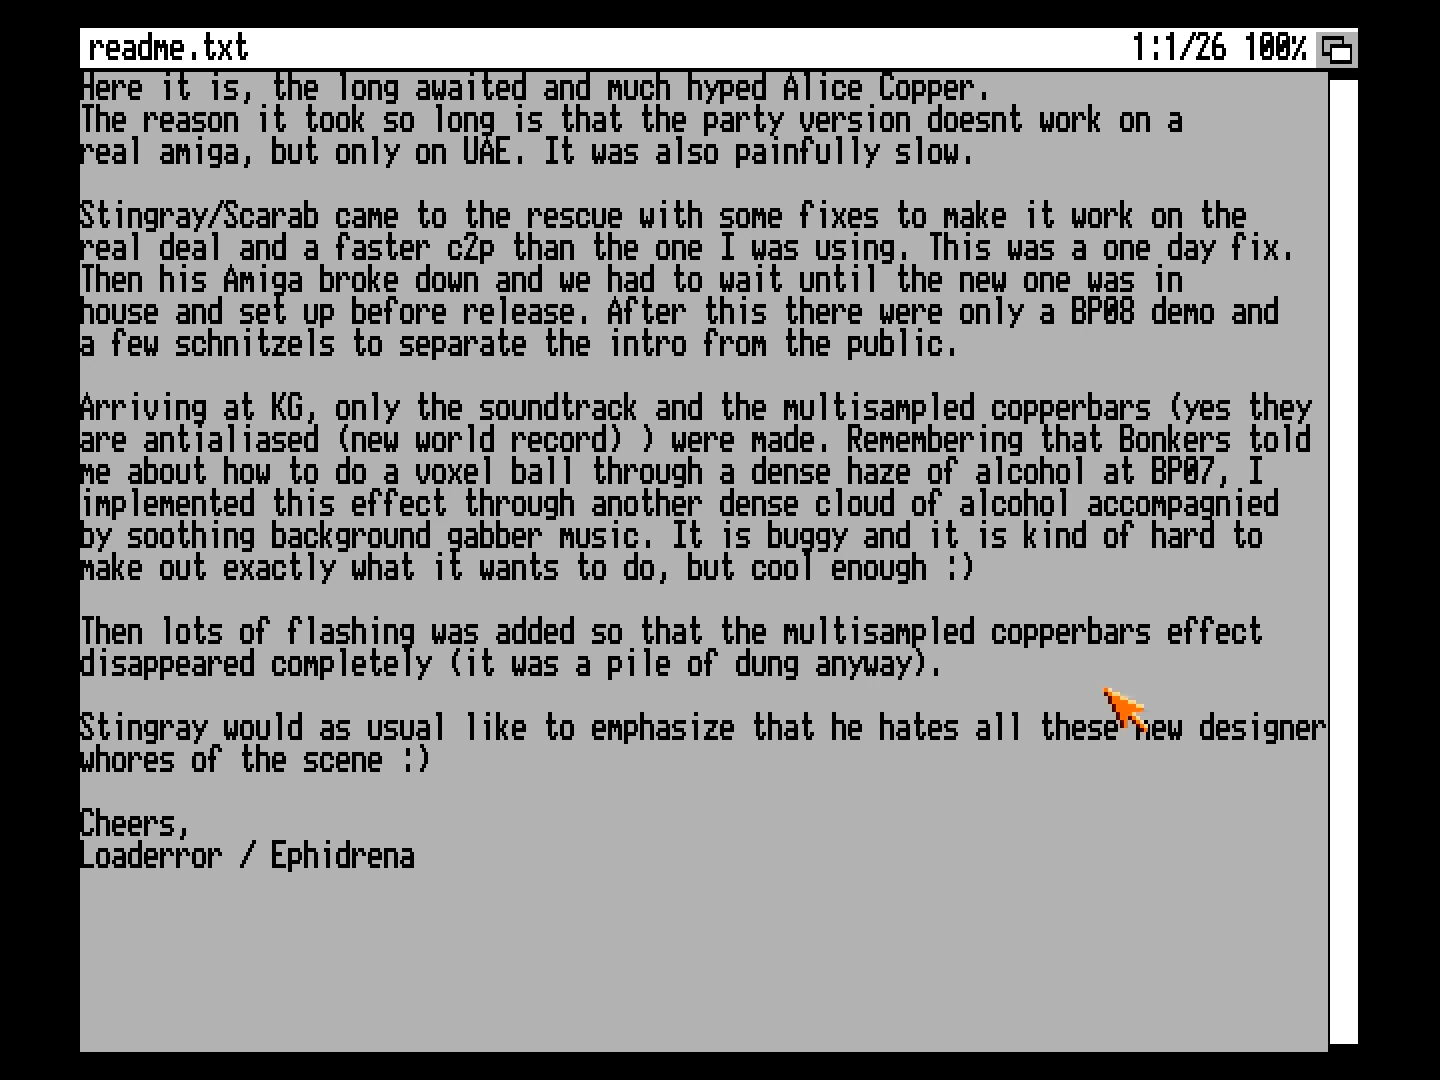 readme.txt 1:1/26 100%
Here it is, the long awaited and much hyped Alice Copper.
The reason it took so long is that the party version doesnt work on a
real amiga, but only on UAE. It was also painfully slow.
Stingray/Scarab came to the rescue with some fixes to make it work on the
real deal and a faster c2p than the one I was using. This was a one day fix.
Then his Amiga broke down and we had to wait until the new one was in
house and set up before release. After this there were only a BP08 demo and
a few schnitzels to separate the intro from the public.
Arriving at KG, only the soundtrack and the multisampled copperbars (yes they
are antialiased (new world record) ) were made. Remembering that Bonkers told
me about how to do a voxel ball through a dense haze of alcohol at BP07, I
implemented this effect through another dense cloud of alcohol accompagnied
by soothing background gabber music. It is buggy and it is kind of hard to
make out exactly what it wants to do, but cool enough :)
Then lots of flashing was added so that the multisampled copperbars effect
disappeared completely (it was a pile of dung anyway).
Stingray would as usual like to emphasize that he hates all these new designer
whores of the scene :)
Cheers,
Loaderror / Ephidrena